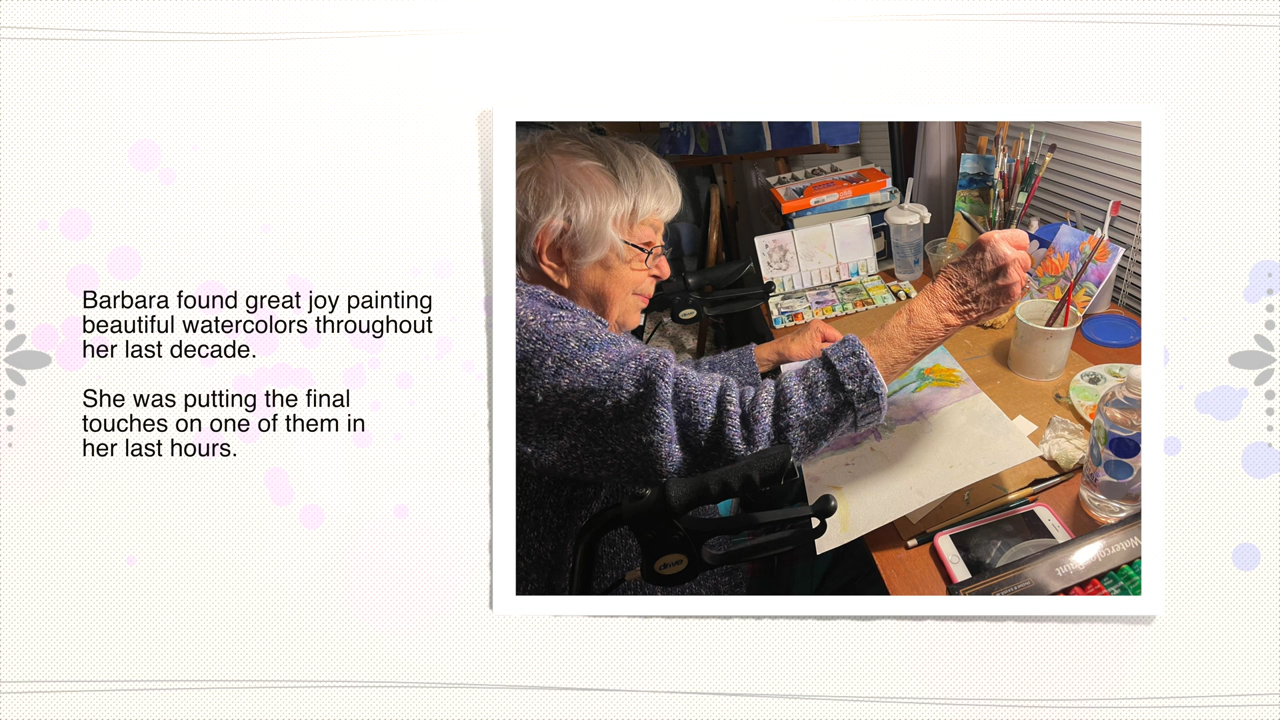 Barbara found great joy painting
beautiful watercolors throughout
her last decade.
She was putting the final
touches on one of them in
her last hours.
drive
WatercolorPaint